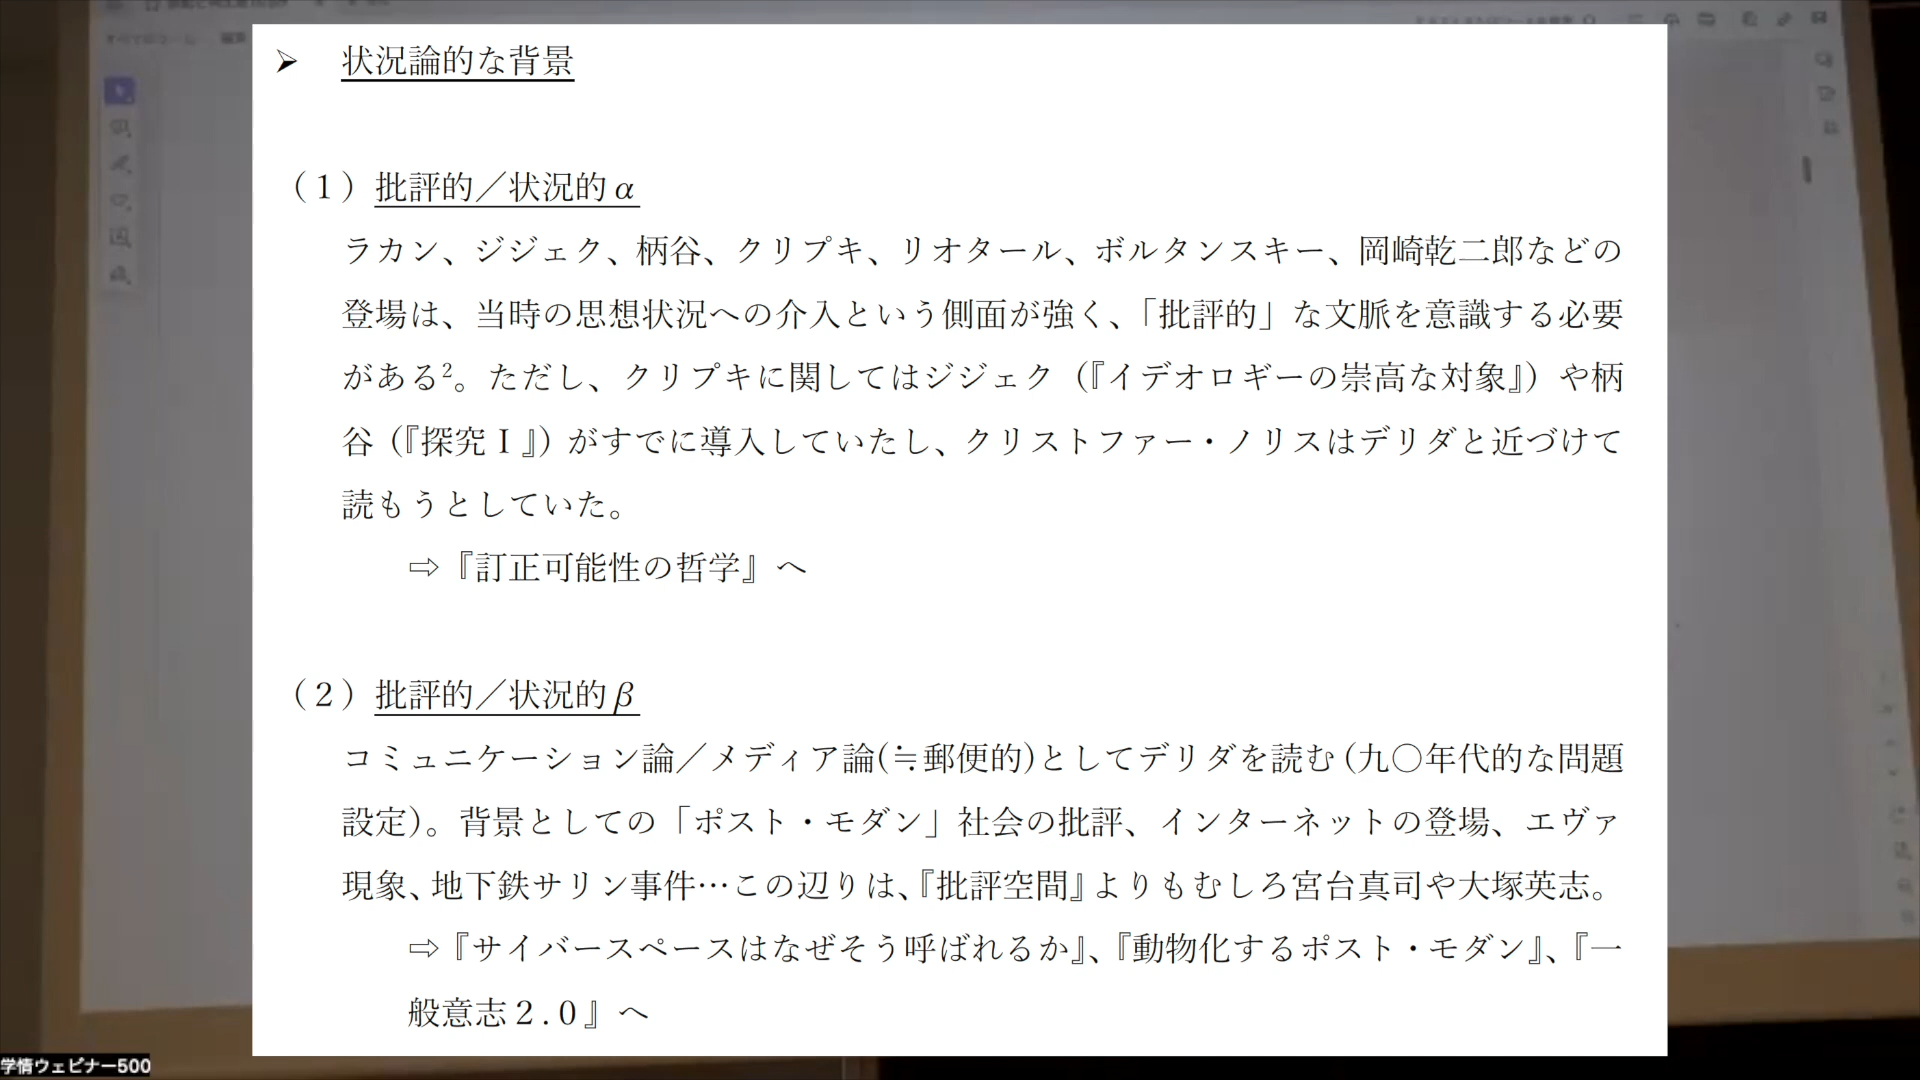 ➢ 状況論的な背景
（１）批評的／状況的α
ラカン、ジジェク、柄谷、クリプキ、リオタール、ボルタンスキー、岡崎乾二郎などの
登場は、当時の思想状況への介入という側面が強く、「批評的」な文脈を意識する必要
がある²。ただし、クリプキに関してはジジェク（『イデオロギーの崇高な対象』）や柄
谷（『探究Ⅰ』）がすでに導入していたし、クリストファー・ノリスはデリダと近づけて
読もうとしていた。
⇨『訂正可能性の哲学』へ
（２）批評的／状況的β
コミュニケーション論／メディア論(≒郵便的)としてデリダを読む(九〇年代的な問題
設定)。背景としての「ポスト・モダン」社会の批評、インターネットの登場、エヴァ
現象、地下鉄サリン事件…この辺りは、『批評空間』よりもむしろ宮台真司や大塚英志。
⇨『サイバースペースはなぜそう呼ばれるか』、『動物化するポスト・モダン』、『一
般意志２.０』へ
学情ウェビナー500